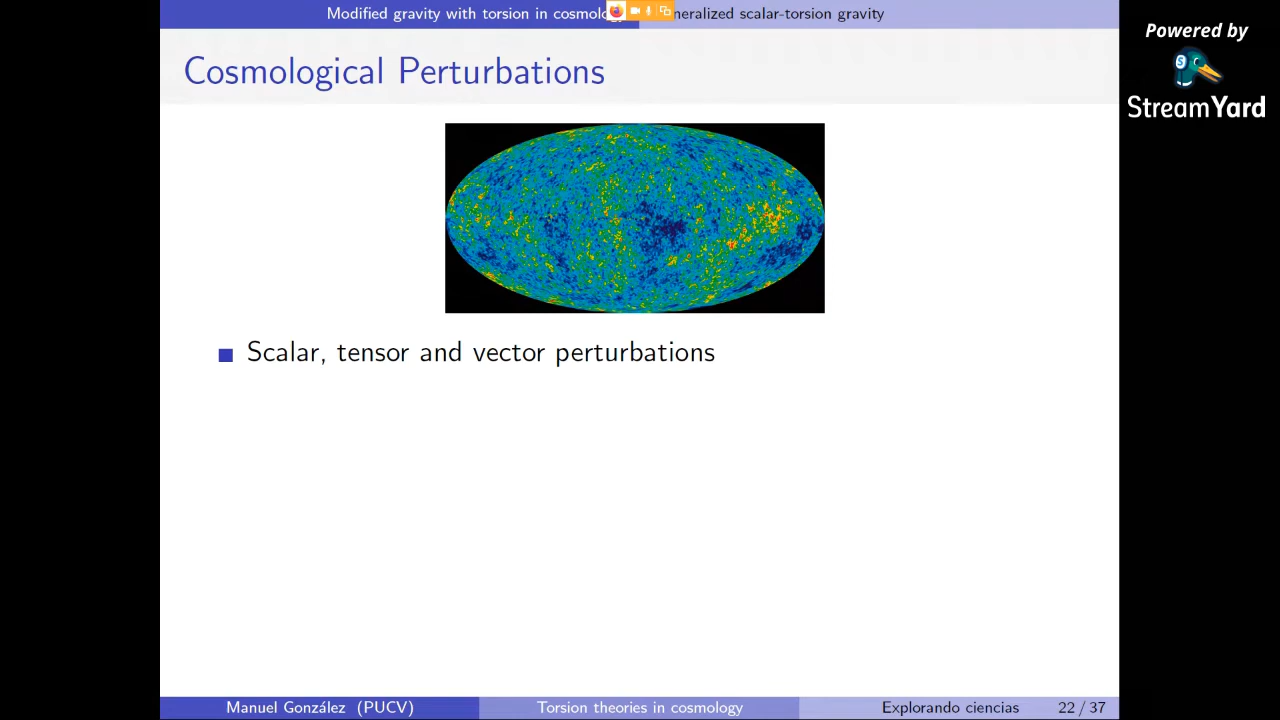 Modified gravity with torsion in
neralized scalar-torsion gravity
Powered by
StreamYard
Cosmological Perturbations
Scalar, tensor and vector perturbations
Manuel González (PUCV)
Torsion theories in cosmology
Explorando ciencias
22 / 37